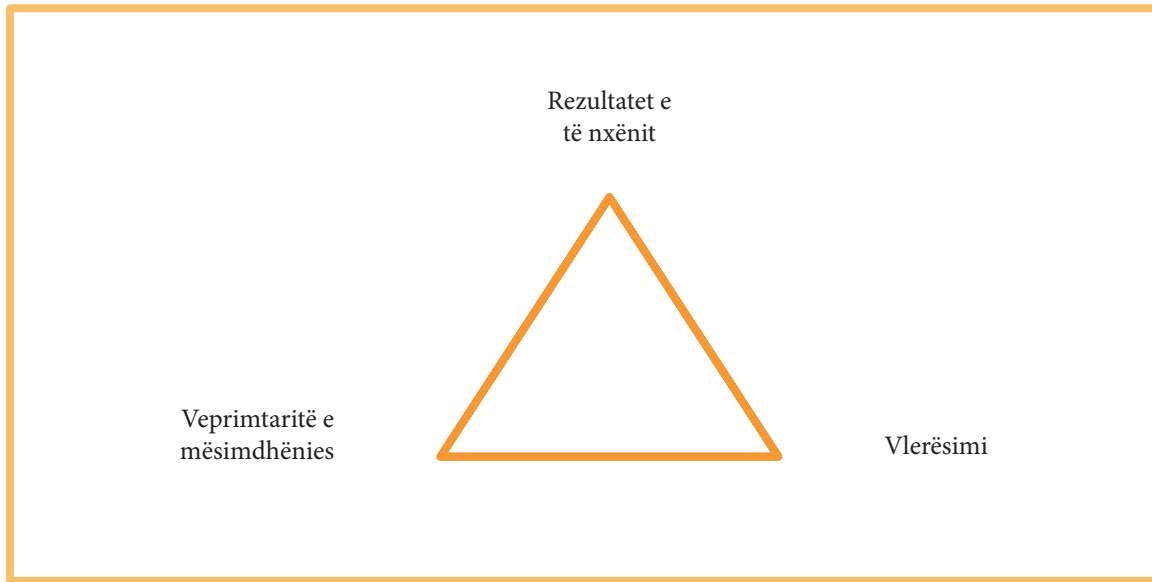 Rezultatet e
të nxënit
Veprimtaritë e
mësimdhënies
Vlerësimi